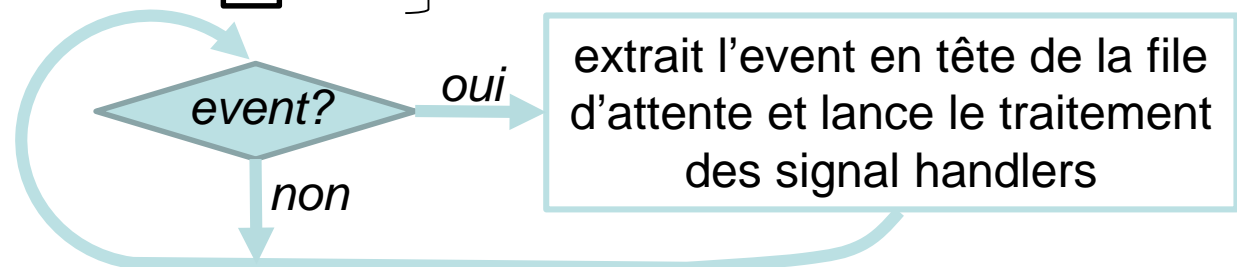 event?
oui
non
extrait l’event en tête de la file
d’attente et lance le traitement
des signal handlers